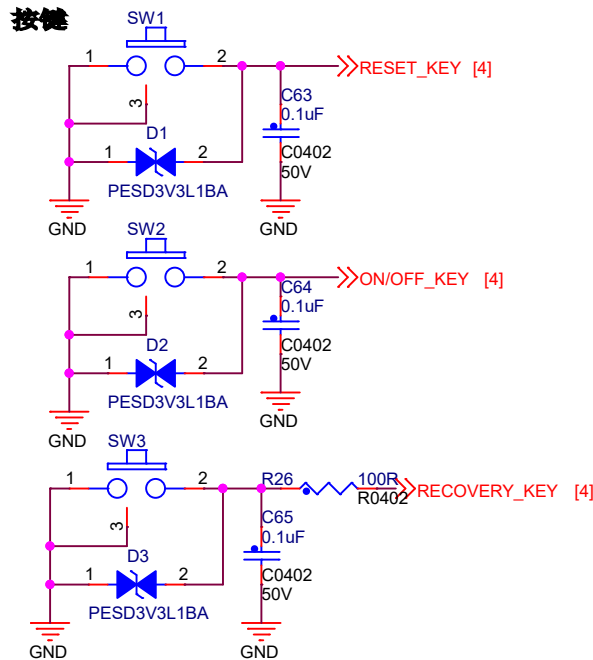 按键
SW1
1
2
RESET_KEY [4]
3
C63
0.1uF
D1
1
2
C0402
50V
PESD3V3L1BA
GND
GND
SW2
1
2
ON/OFF_KEY [4]
3
C64
0.1uF
D2
1
2
C0402
50V
PESD3V3L1BA
GND
GND
SW3
1
2
R26
100R
R0402
RECOVERY_KEY [4]
3
C65
0.1uF
D3
1
2
C0402
50V
PESD3V3L1BA
GND
GND